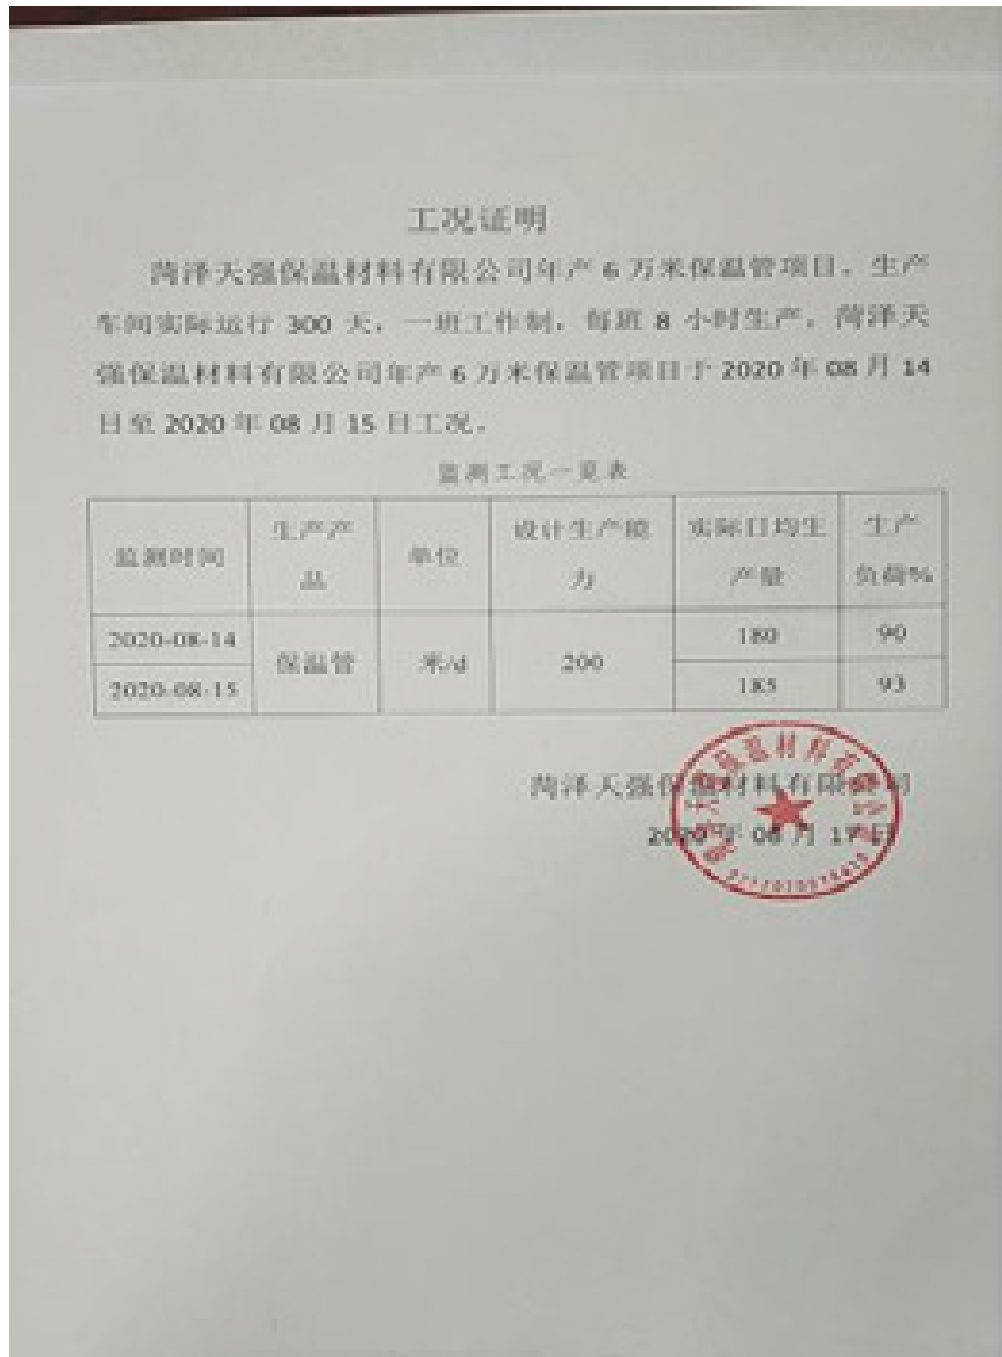 工况证明
菏泽天强保温材料有限公司年产 6 万米保温管项目，生产
车间实际运行 300 天，一班工作制，每班 8 小时生产。菏泽天
强保温材料有限公司年产 6 万米保温管项目于 2020 年 08 月 14
日至 2020 年 08 月 15 日工况。
监测工况一览表
监测时间 生产产品 单位 设计生产能力 实际日均生产量 生产负荷%
2020-08-14 保温管 米/d 200 180 90
2020-08-15 185 93
菏泽天强保温材料有限公司
2020 年 08 月 17 日